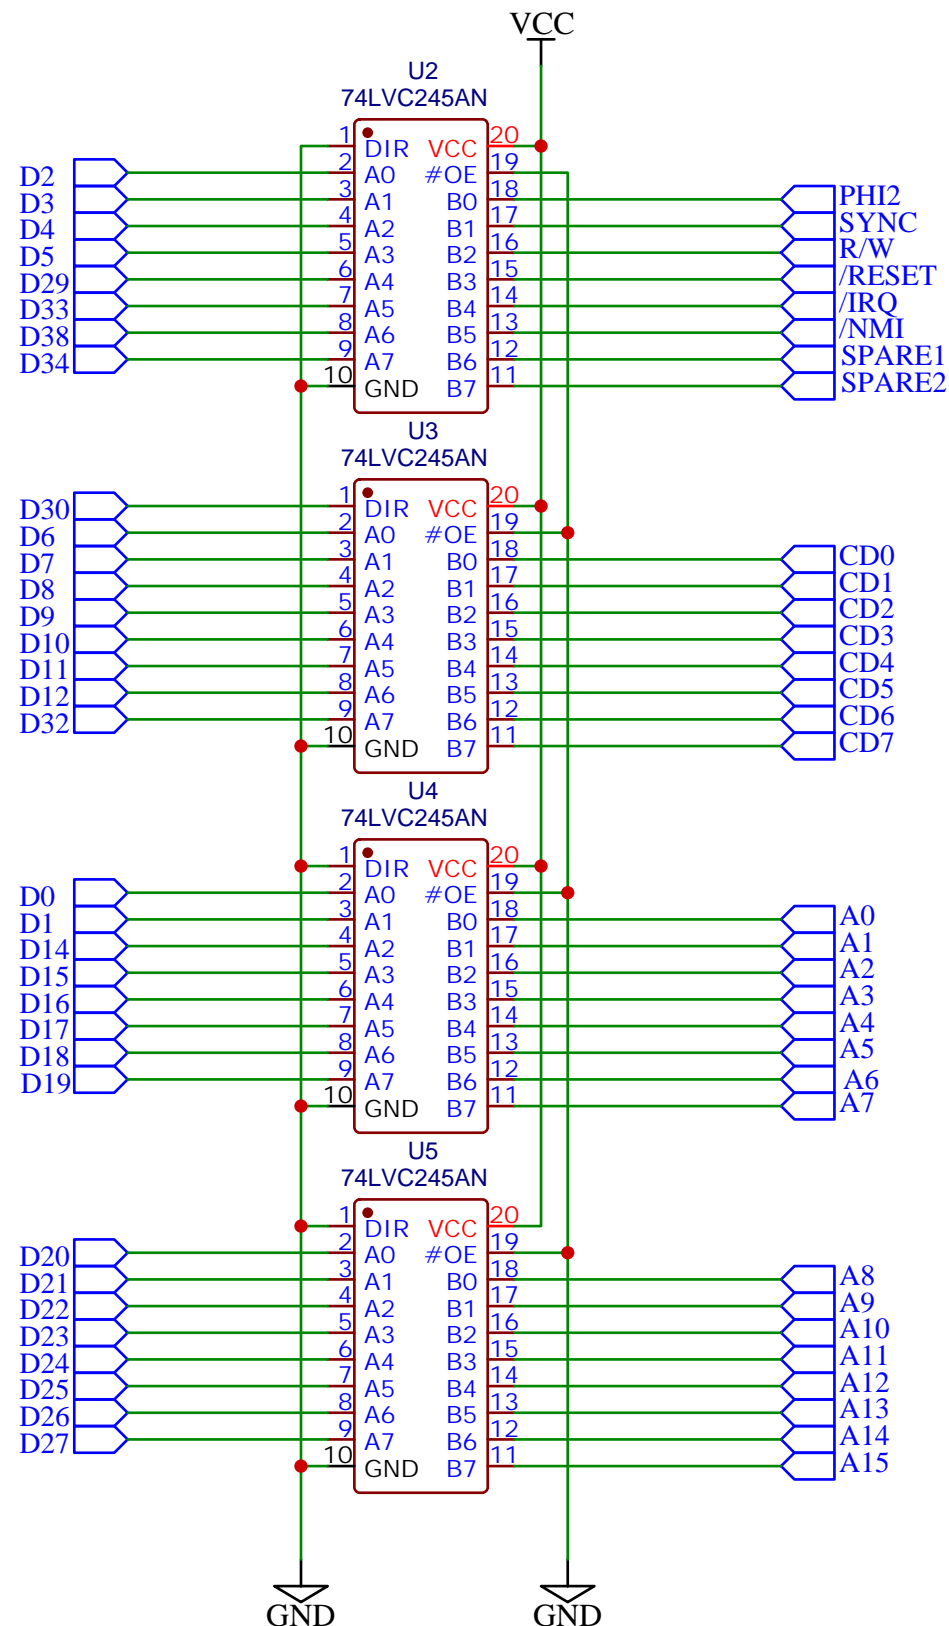 VCC
U2
74LVC245AN
1 DIR VCC 20
D2 2 A0 #OE 19
D3 3 A1 B0 18 PHI2
D4 4 A2 B1 17 SYNC
D5 5 A3 B2 16 R/W
D29 6 A4 B3 15 /RESET
D33 7 A5 B4 14 /IRQ
D38 8 A6 B5 13 /NMI
D34 9 A7 B6 12 SPARE1
10 GND B7 11 SPARE2
U3
74LVC245AN
D30 1 DIR VCC 20
D6 2 A0 #OE 19
D7 3 A1 B0 18 CD0
D8 4 A2 B1 17 CD1
D9 5 A3 B2 16 CD2
D10 6 A4 B3 15 CD3
D11 7 A5 B4 14 CD4
D12 8 A6 B5 13 CD5
D32 9 A7 B6 12 CD6
10 GND B7 11 CD7
U4
74LVC245AN
1 DIR VCC 20
D0 2 A0 #OE 19
D1 3 A1 B0 18 A0
D14 4 A2 B1 17 A1
D15 5 A3 B2 16 A2
D16 6 A4 B3 15 A3
D17 7 A5 B4 14 A4
D18 8 A6 B5 13 A5
D19 9 A7 B6 12 A6
10 GND B7 11 A7
U5
74LVC245AN
1 DIR VCC 20
D20 2 A0 #OE 19
D21 3 A1 B0 18 A8
D22 4 A2 B1 17 A9
D23 5 A3 B2 16 A10
D24 6 A4 B3 15 A11
D25 7 A5 B4 14 A12
D26 8 A6 B5 13 A13
D27 9 A7 B6 12 A14
10 GND B7 11 A15
GND GND